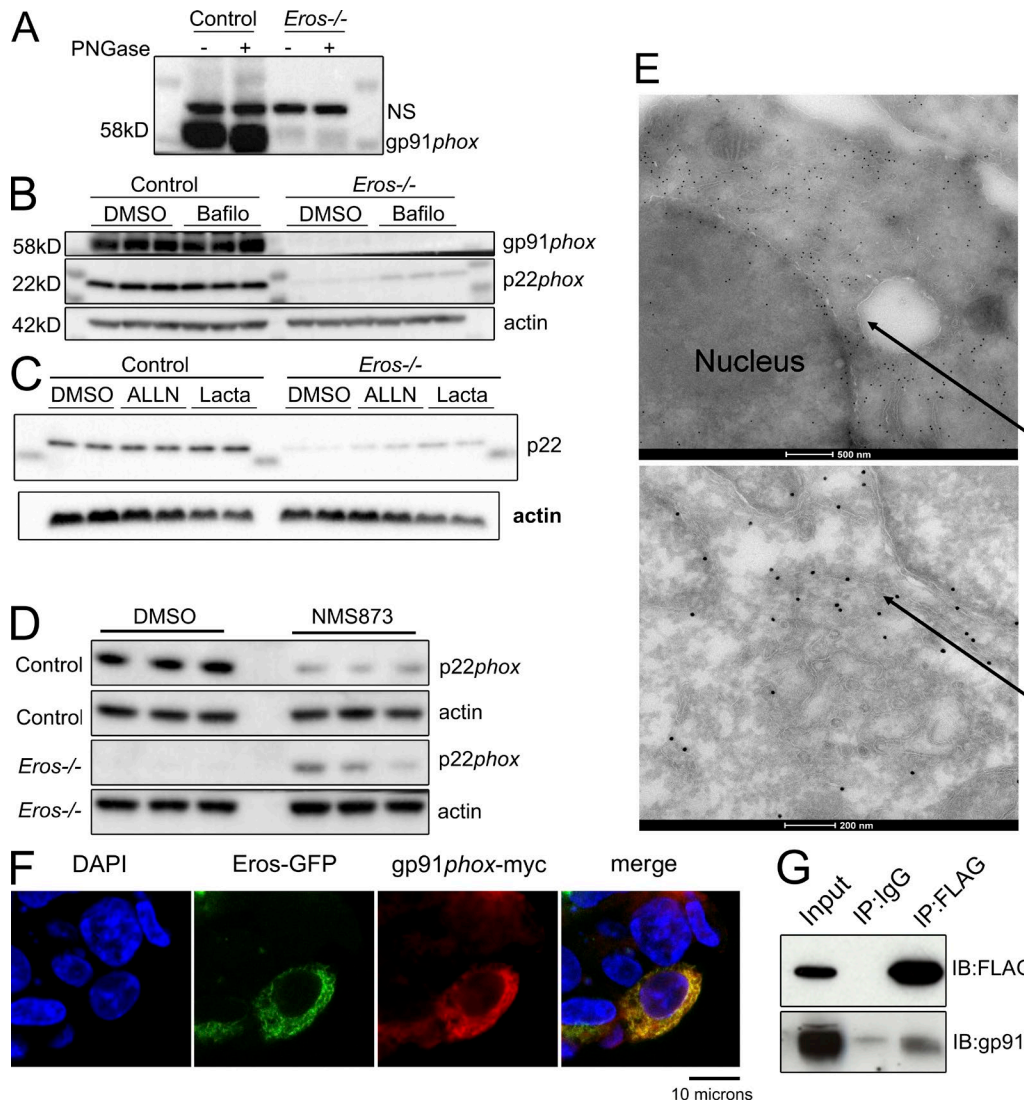 A
Control Eros-/-
PNGase - + - +
NS
58kD
gp91phox
B
Control Eros-/-
DMSO Bafilo DMSO Bafilo
58kD gp91phox
22kD p22phox
42kD actin
C
Control Eros-/-
DMSO ALLN Lacta DMSO ALLN Lacta
p22
actin
D
DMSO NMS873
Control p22phox
Control actin
Eros-/- p22phox
Eros-/- actin
E
Nucleus
500 nm
200 nm
F
DAPI Eros-GFP gp91phox-myc merge
10 microns
G
Input IP:IgG IP:FLAG
IB:FLAG
IB:gp91